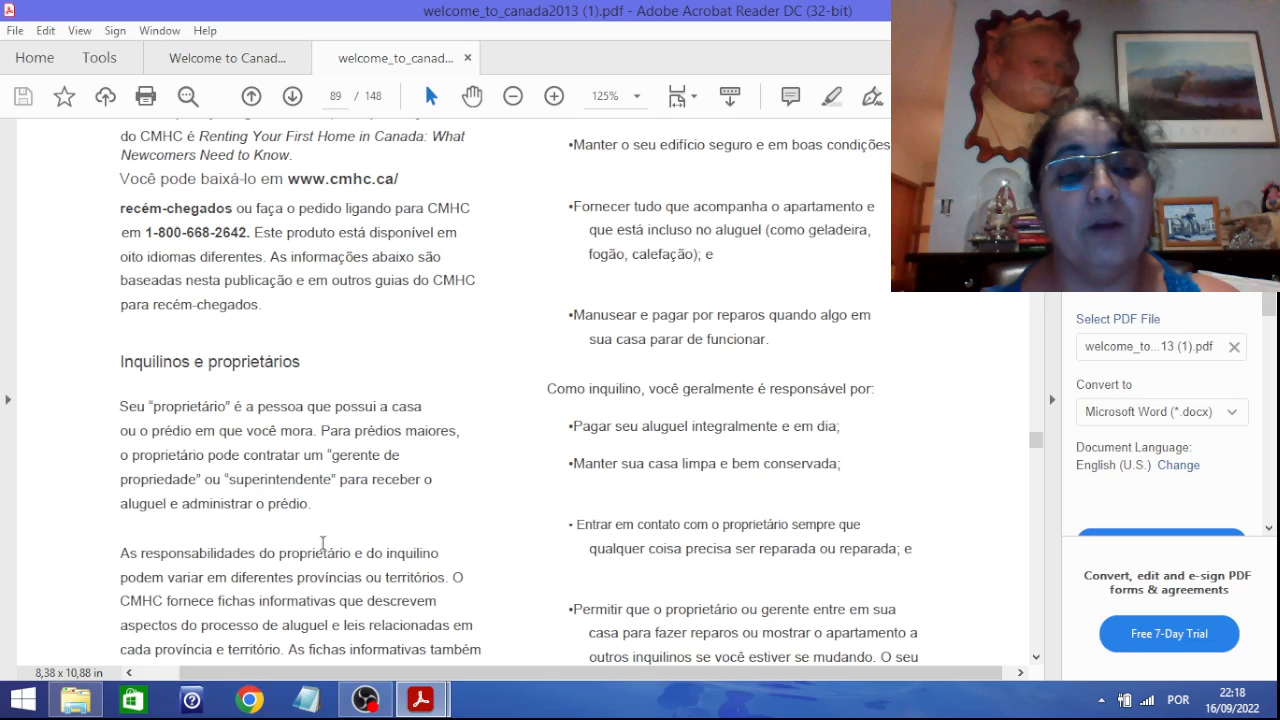 welcome_to_canada2013 (1).pdf - Adobe Acrobat Reader DC (32-bit)
File Edit View Sign Window Help
Home Tools Welcome to Canad... welcome_to_canad... ×
89 / 148 125%
do CMHC é Renting Your First Home in Canada: What
Newcomers Need to Know.
Você pode baixá-lo em www.cmhc.ca/
recém-chegados ou faça o pedido ligando para CMHC
em 1-800-668-2642. Este produto está disponível em
oito idiomas diferentes. As informações abaixo são
baseadas nesta publicação e em outros guias do CMHC
para recém-chegados.
Inquilinos e proprietários
Seu “proprietário” é a pessoa que possui a casa
ou o prédio em que você mora. Para prédios maiores,
o proprietário pode contratar um “gerente de
propriedade” ou “superintendente” para receber o
aluguel e administrar o prédio.
As responsabilidades do proprietário e do inquilino
podem variar em diferentes províncias ou territórios. O
CMHC fornece fichas informativas que descrevem
aspectos do processo de aluguel e leis relacionadas em
cada província e território. As fichas informativas também
•Manter o seu edifício seguro e em boas condições
•Fornecer tudo que acompanha o apartamento e
que está incluso no aluguel (como geladeira,
fogão, calefação); e
•Manusear e pagar por reparos quando algo em
sua casa parar de funcionar.
Como inquilino, você geralmente é responsável por:
•Pagar seu aluguel integralmente e em dia;
•Manter sua casa limpa e bem conservada;
• Entrar em contato com o proprietário sempre que
qualquer coisa precisa ser reparada ou reparada; e
•Permitir que o proprietário ou gerente entre em sua
casa para fazer reparos ou mostrar o apartamento a
outros inquilinos se você estiver se mudando. O seu
Select PDF File
welcome_to...13 (1).pdf
Convert to
Microsoft Word (*.docx)
Document Language:
English (U.S.) Change
Convert, edit and e-sign PDF
forms & agreements
Free 7-Day Trial
8,38 x 10,88 in
POR
22:18
16/09/2022